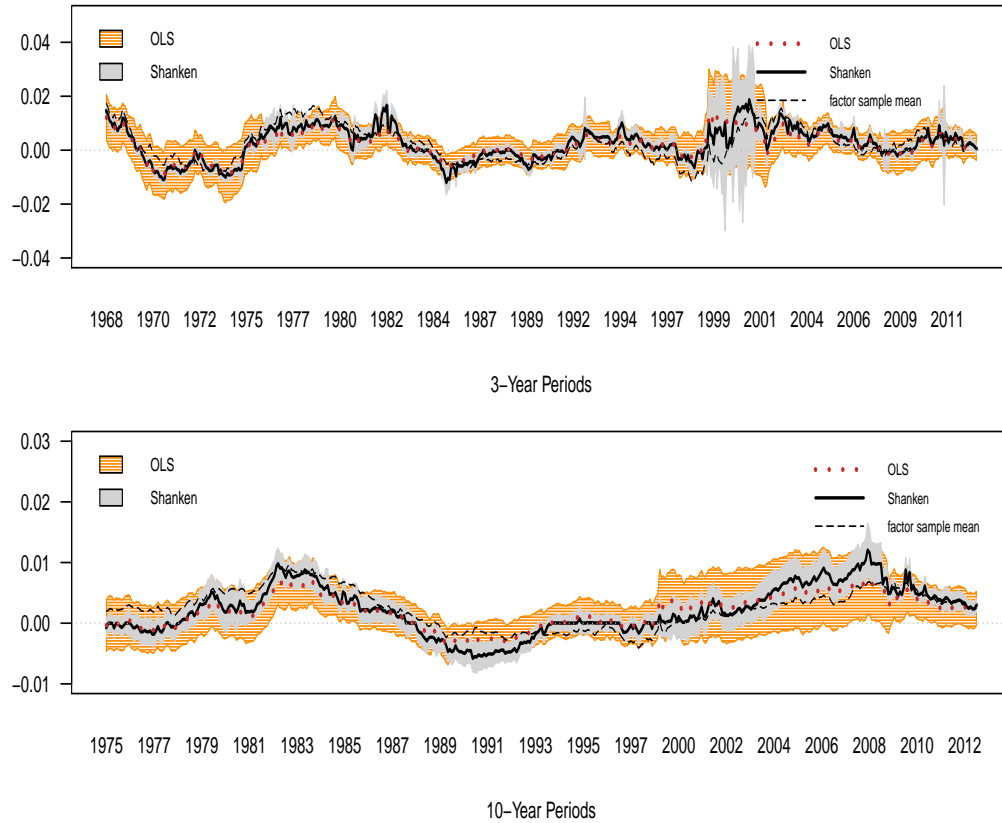 0.04
0.02
0.00
−0.02
−0.04
OLS
Shanken
OLS
Shanken
factor sample mean
1968 1970 1972 1975 1977 1980 1982 1984 1987 1989 1992 1994 1997 1999 2001 2004 2006 2009 2011
3−Year Periods
0.03
0.02
0.01
0.00
−0.01
OLS
Shanken
OLS
Shanken
factor sample mean
1975 1977 1979 1981 1983 1985 1987 1989 1991 1993 1995 1997 2000 2002 2004 2006 2008 2010 2012
10−Year Periods